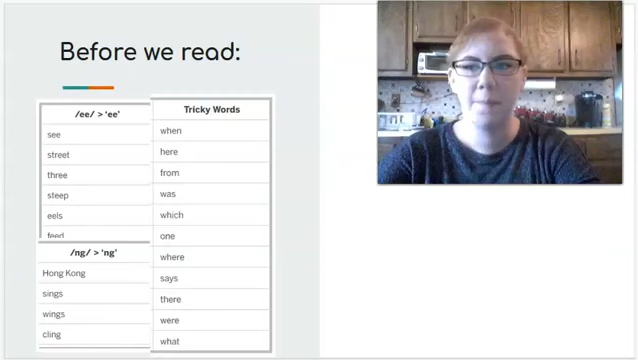 Before we read:
/ee/ > 'ee'
see
street
three
steep
eels
feed
/ng/ > 'ng'
Hong Kong
sings
wings
cling
Tricky Words
when
here
from
was
which
one
where
says
there
were
what